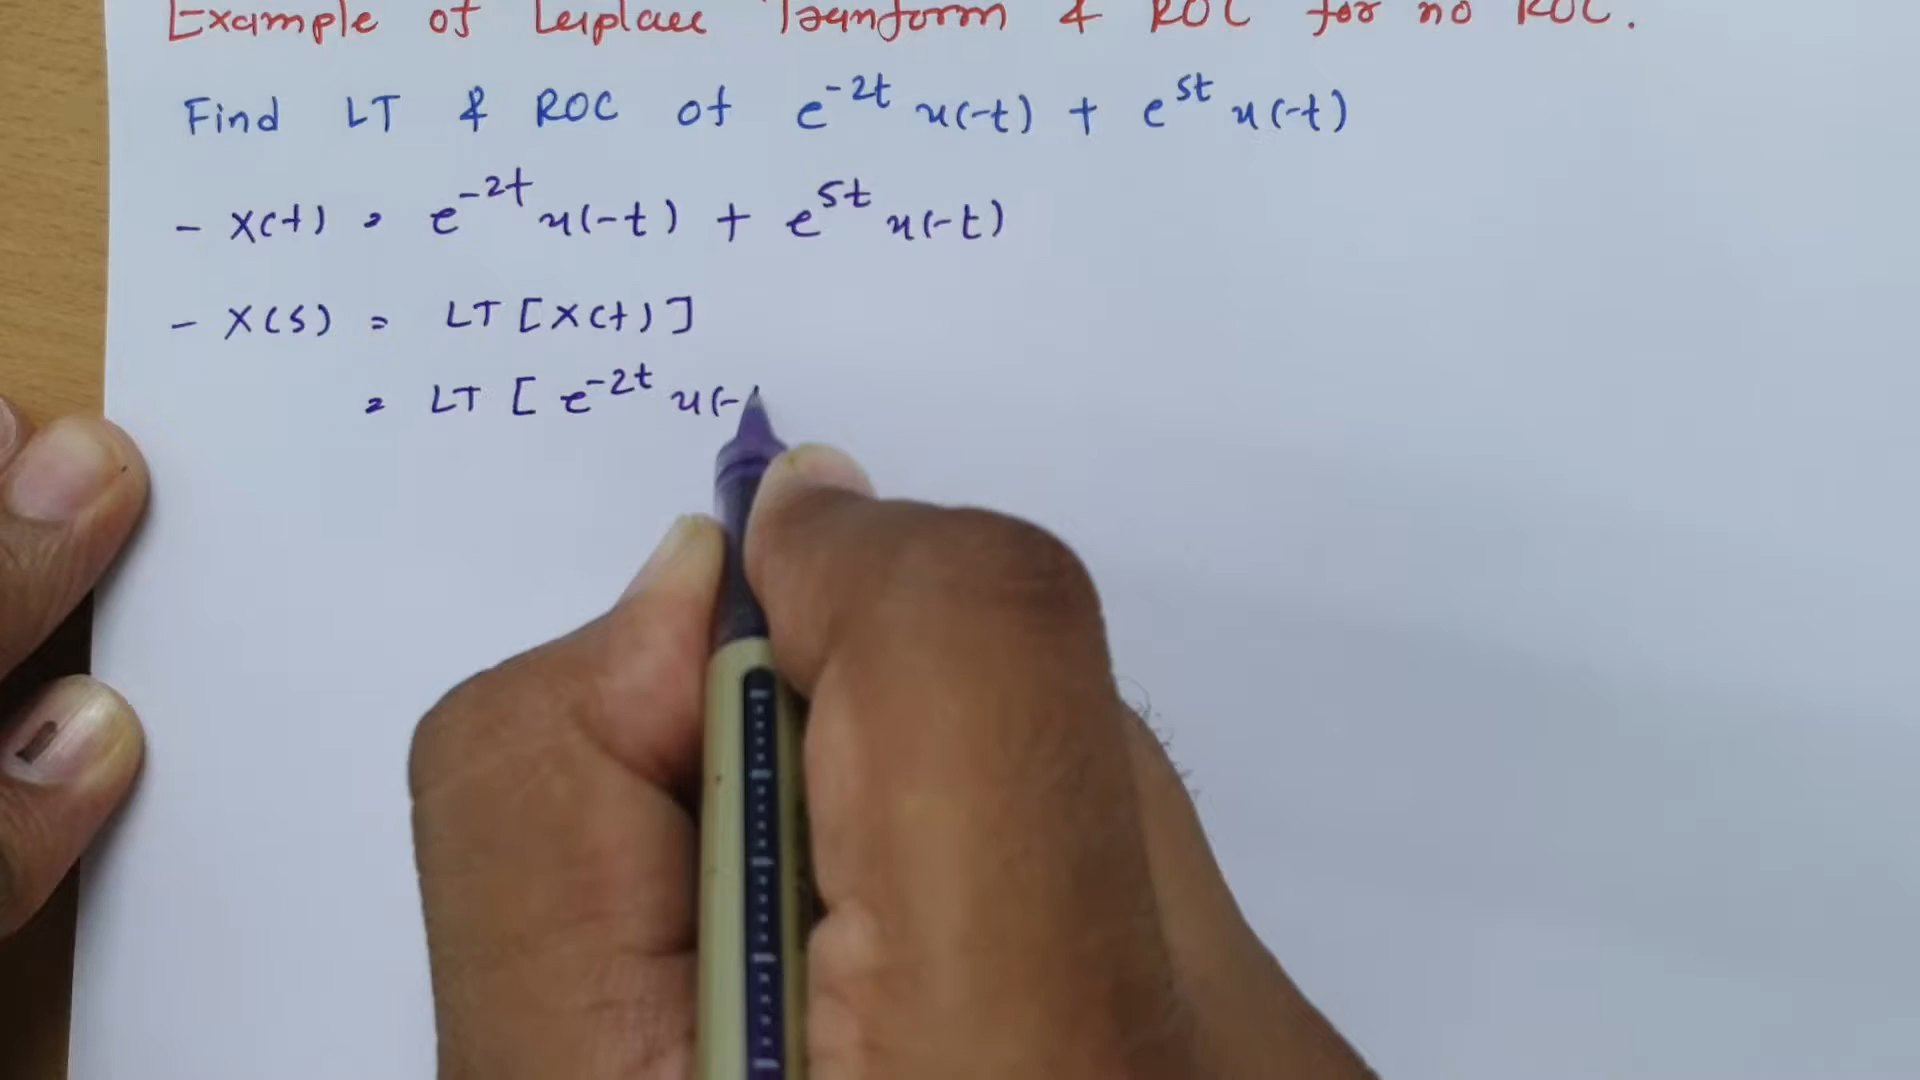 Example of Laplace Transform & ROC for no ROC.
Find LT & ROC of e^-2t u(-t) + e^5t u(-t)
- X(t) = e^-2t u(-t) + e^5t u(-t)
- X(s) = LT [X(t)]
= LT [ e^-2t u(-